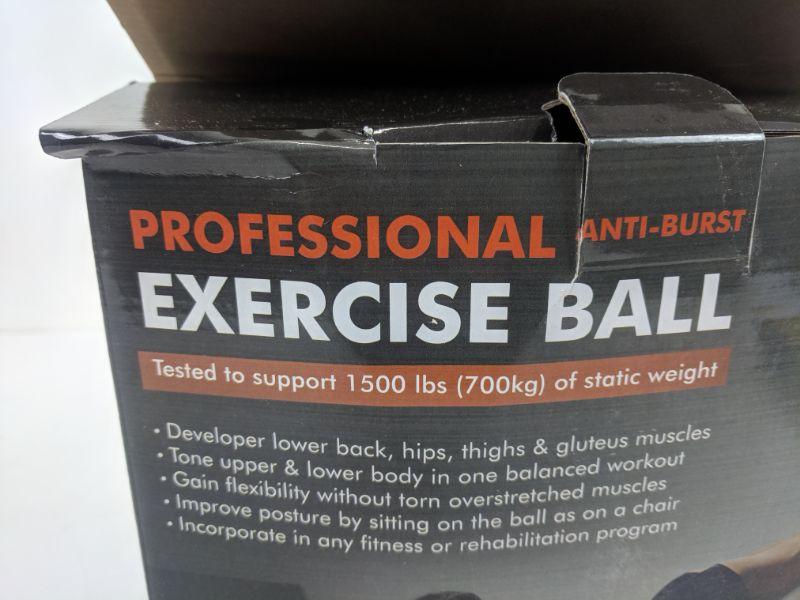 PROFESSIONAL ANTI-BURST
EXERCISE BALL
Tested to support 1500 lbs (700kg) of static weight
• Developer lower back, hips, thighs & gluteus muscles
• Tone upper & lower body in one balanced workout
• Gain flexibility without torn overstretched muscles
• Improve posture by sitting on the ball as on a chair
• Incorporate in any fitness or rehabilitation program